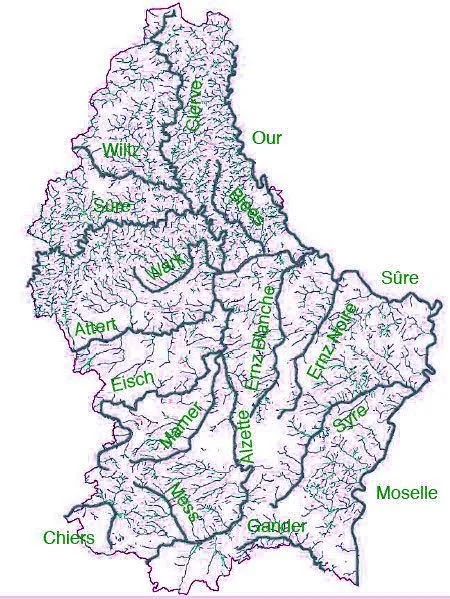 Clerve
Our
Wiltz
Blees
Sûre
Wark
Sûre
Attert
Ernz Blanche
Ernz Noire
Eisch
Mamer
Alzette
Syre
Mess
Moselle
Gander
Chiers